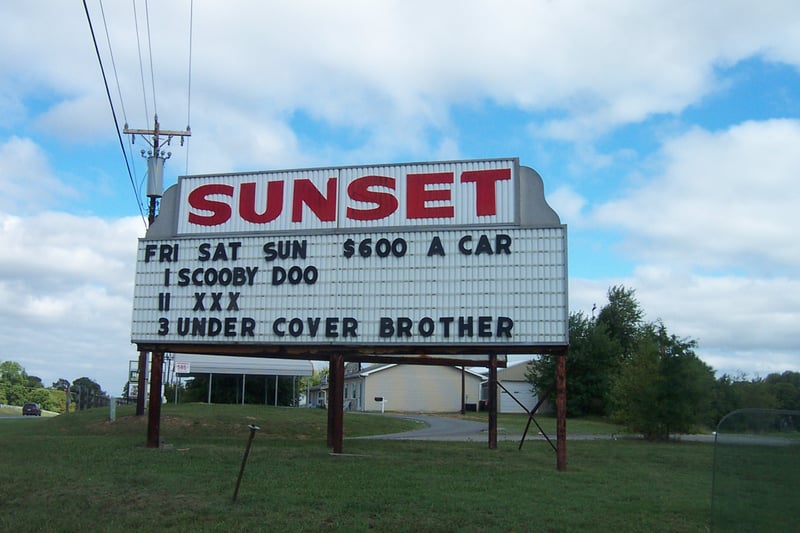 SUNSET
FRI SAT SUN $600 A CAR
I SCOOBY DOO
II XXX
3 UNDER COVER BROTHER